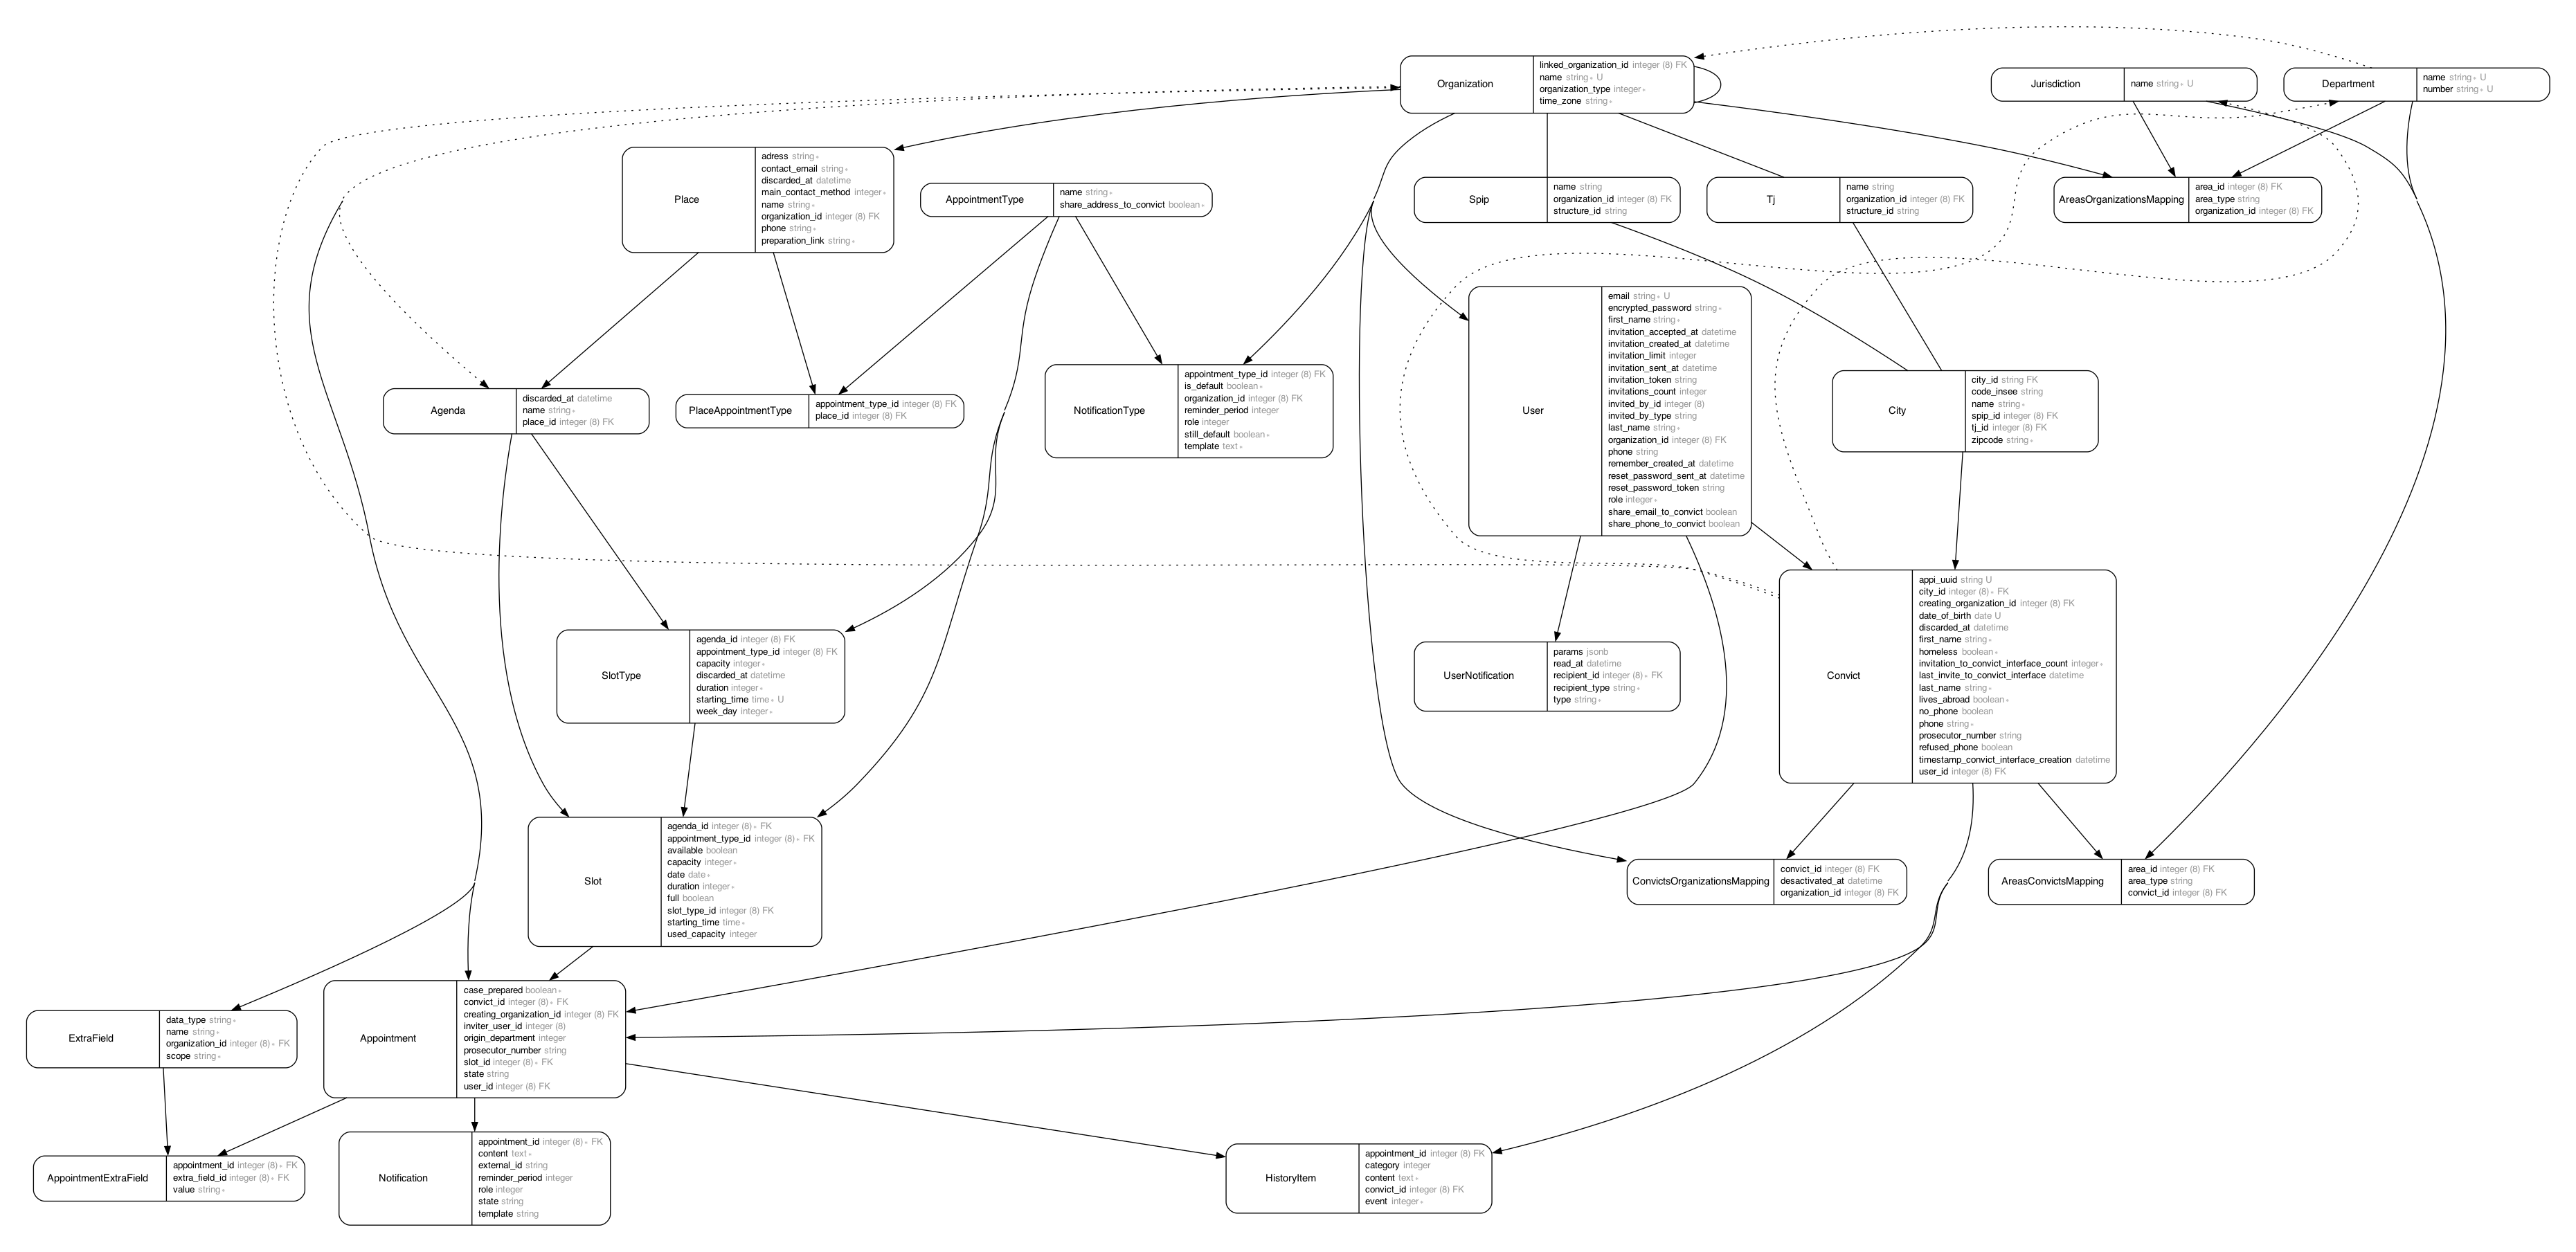 Organization
linked_organization_id integer (8) FK
name string∗ U
organization_type integer∗
time_zone string∗
Jurisdiction
name string∗ U
Department
name string∗ U
number string∗ U
Place
adress string∗
contact_email string∗
discarded_at datetime
main_contact_method integer∗
name string∗
organization_id integer (8) FK
phone string∗
preparation_link string∗
AppointmentType
name string∗
share_address_to_convict boolean∗
Spip
name string
organization_id integer (8) FK
structure_id string
Tj
name string
organization_id integer (8) FK
structure_id string
AreasOrganizationsMapping
area_id integer (8) FK
area_type string
organization_id integer (8) FK
Agenda
discarded_at datetime
name string∗
place_id integer (8) FK
PlaceAppointmentType
appointment_type_id integer (8) FK
place_id integer (8) FK
NotificationType
appointment_type_id integer (8) FK
is_default boolean∗
organization_id integer (8) FK
reminder_period integer
role integer
still_default boolean∗
template text∗
User
email string∗ U
encrypted_password string∗
first_name string∗
invitation_accepted_at datetime
invitation_created_at datetime
invitation_limit integer
invitation_sent_at datetime
invitation_token string
invitations_count integer
invited_by_id integer (8)
invited_by_type string
last_name string∗
organization_id integer (8) FK
phone string
remember_created_at datetime
reset_password_sent_at datetime
reset_password_token string
role integer∗
share_email_to_convict boolean
share_phone_to_convict boolean
City
city_id string FK
code_insee string
name string∗
spip_id integer (8) FK
tj_id integer (8) FK
zipcode string∗
SlotType
agenda_id integer (8) FK
appointment_type_id integer (8) FK
capacity integer∗
discarded_at datetime
duration integer∗
starting_time time∗ U
week_day integer∗
UserNotification
params jsonb
read_at datetime
recipient_id integer (8)∗ FK
recipient_type string∗
type string∗
Convict
appi_uuid string U
city_id integer (8)∗ FK
creating_organization_id integer (8) FK
date_of_birth date U
discarded_at datetime
first_name string∗
homeless boolean∗
invitation_to_convict_interface_count integer∗
last_invite_to_convict_interface datetime
last_name string∗
lives_abroad boolean∗
no_phone boolean
phone string∗
prosecutor_number string
refused_phone boolean
timestamp_convict_interface_creation datetime
user_id integer (8) FK
Slot
agenda_id integer (8)∗ FK
appointment_type_id integer (8)∗ FK
available boolean
capacity integer∗
date date∗
duration integer∗
full boolean
slot_type_id integer (8) FK
starting_time time∗
used_capacity integer
ConvictsOrganizationsMapping
convict_id integer (8) FK
desactivated_at datetime
organization_id integer (8) FK
AreasConvictsMapping
area_id integer (8) FK
area_type string
convict_id integer (8) FK
ExtraField
data_type string∗
name string∗
organization_id integer (8)∗ FK
scope string∗
Appointment
case_prepared boolean∗
convict_id integer (8)∗ FK
creating_organization_id integer (8) FK
inviter_user_id integer (8)
origin_department integer
prosecutor_number string
slot_id integer (8)∗ FK
state string
user_id integer (8) FK
AppointmentExtraField
appointment_id integer (8)∗ FK
extra_field_id integer (8)∗ FK
value string∗
Notification
appointment_id integer (8)∗ FK
content text∗
external_id string
reminder_period integer
role integer
state string
template string
HistoryItem
appointment_id integer (8) FK
category integer
content text∗
convict_id integer (8) FK
event integer∗